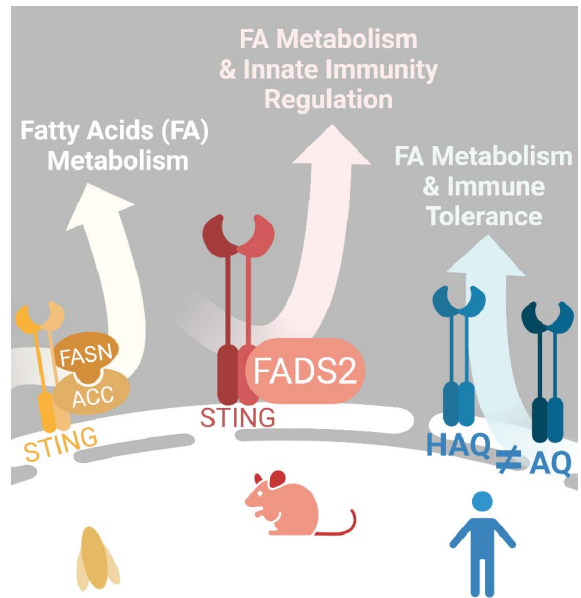 Fatty Acids (FA)
Metabolism
FA Metabolism
& Innate Immunity
Regulation
FA Metabolism
& Immune
Tolerance
FASN
ACC
STING
FADS2
STING
HAQ ≠ AQ